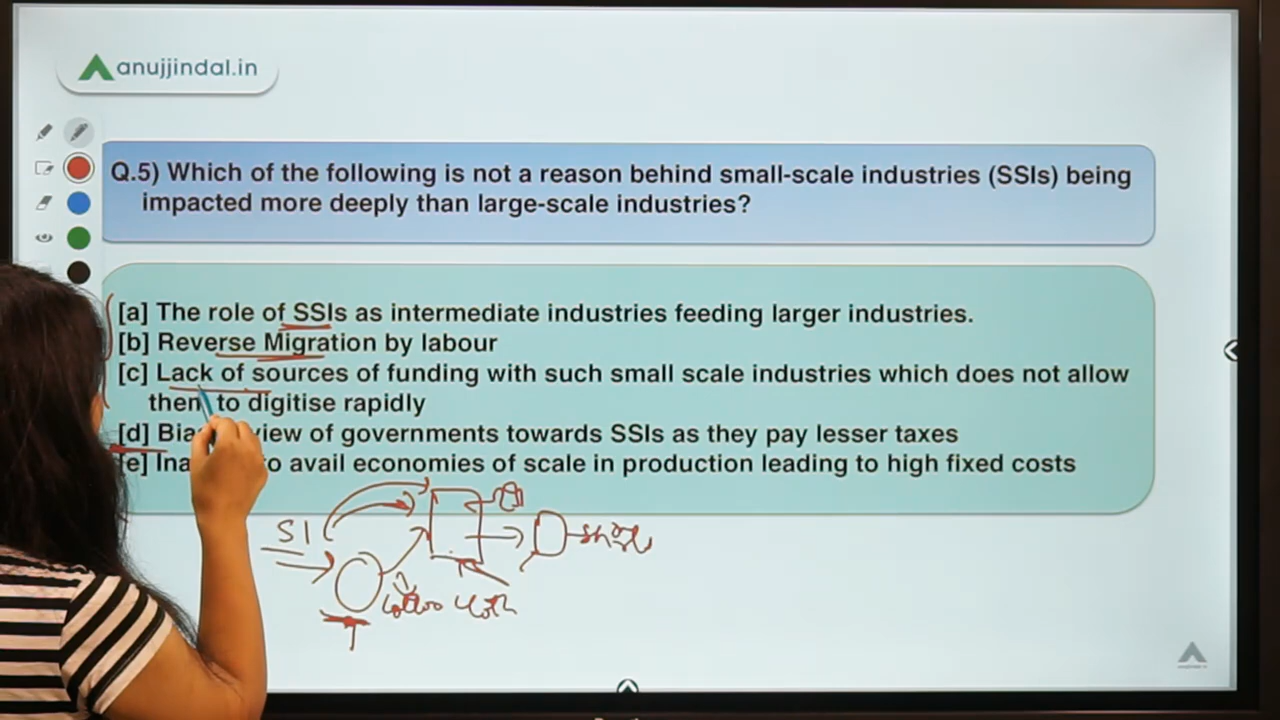 anujjindal.in
Q.5) Which of the following is not a reason behind small-scale industries (SSIs) being
impacted more deeply than large-scale industries?
[a] The role of SSIs as intermediate industries feeding larger industries.
[b] Reverse Migration by labour
[c] Lack of sources of funding with such small scale industries which does not allow
to digitise rapidly
[d] view of governments towards SSIs as they pay lesser taxes
[e] to avail economies of scale in production leading to high fixed costs
SI